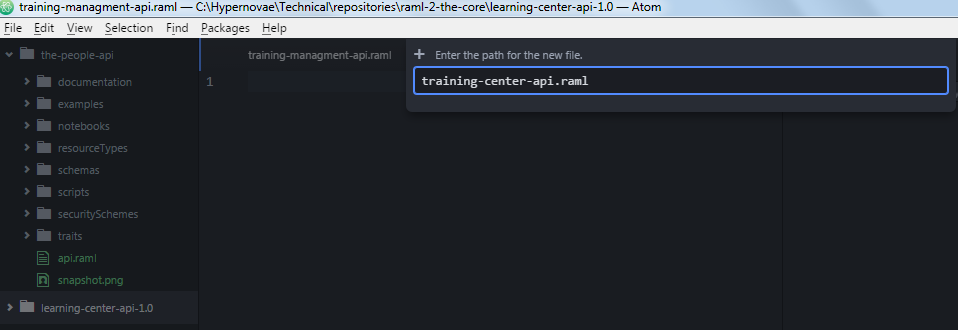 training-managment-api.raml — C:\Hypernovae\Technical\repositories\raml-2-the-core\learning-center-api-1.0 — Atom
File Edit View Selection Find Packages Help
the-people-api
documentation
examples
notebooks
resourceTypes
schemas
scripts
securitySchemes
traits
api.raml
snapshot.png
learning-center-api-1.0
training-managment-api.raml
1
Enter the path for the new file.
training-center-api.raml